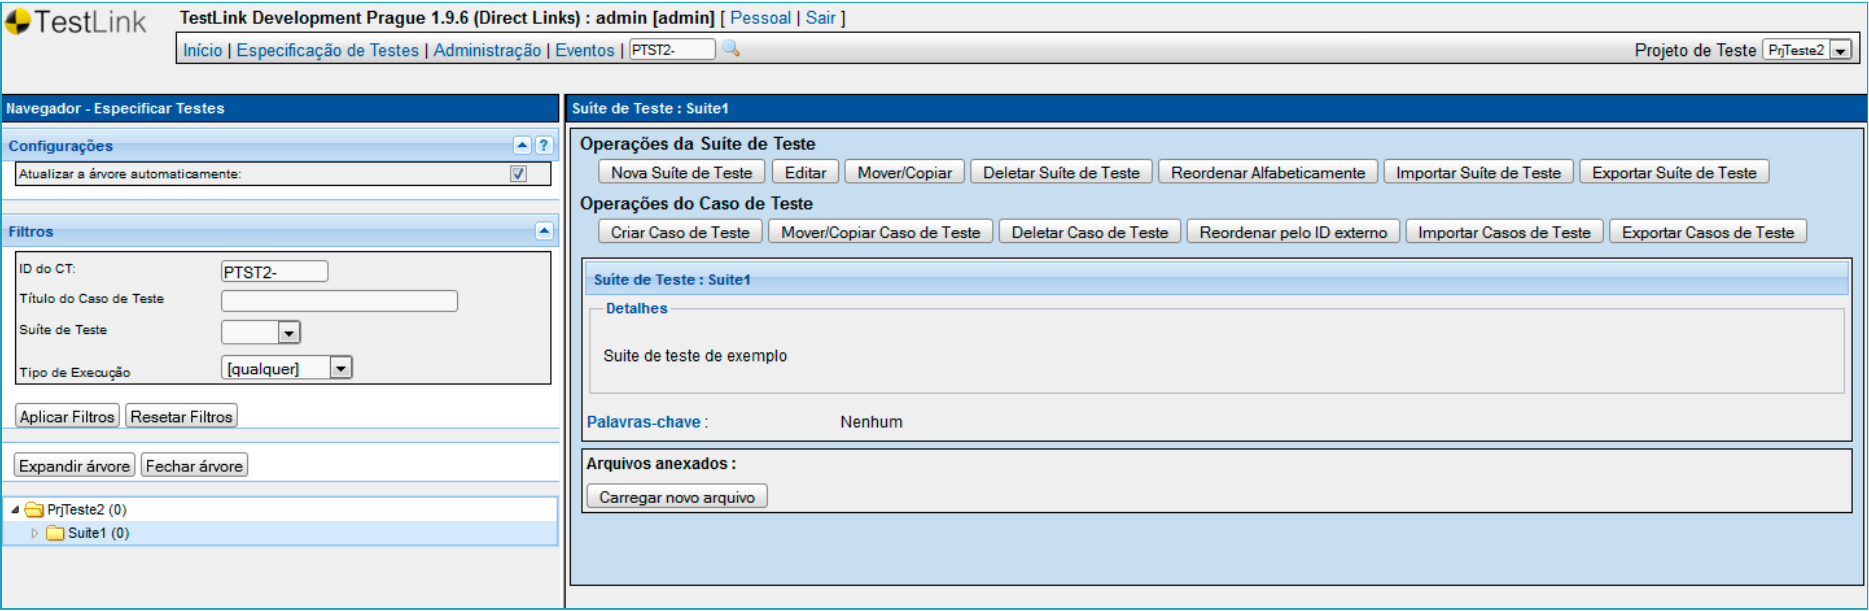 TestLink
TestLink Development Prague 1.9.6 (Direct Links) : admin [admin] [ Pessoal | Sair ]
Início | Especificação de Testes | Administração | Eventos | PTST2-
Projeto de Teste PrjTeste2
Navegador - Especificar Testes
Configurações
?
Atualizar a árvore automaticamente:
Filtros
ID do CT: PTST2-
Título do Caso de Teste
Suíte de Teste
Tipo de Execução [qualquer]
Aplicar Filtros Resetar Filtros
Expandir árvore Fechar árvore
PrjTeste2 (0)
Suite1 (0)
Suíte de Teste : Suite1
Operações da Suíte de Teste
Nova Suíte de Teste Editar Mover/Copiar Deletar Suíte de Teste Reordenar Alfabeticamente Importar Suíte de Teste Exportar Suíte de Teste
Operações do Caso de Teste
Criar Caso de Teste Mover/Copiar Caso de Teste Deletar Caso de Teste Reordenar pelo ID externo Importar Casos de Teste Exportar Casos de Teste
Suíte de Teste : Suite1
Detalhes
Suite de teste de exemplo
Palavras-chave : Nenhum
Arquivos anexados :
Carregar novo arquivo